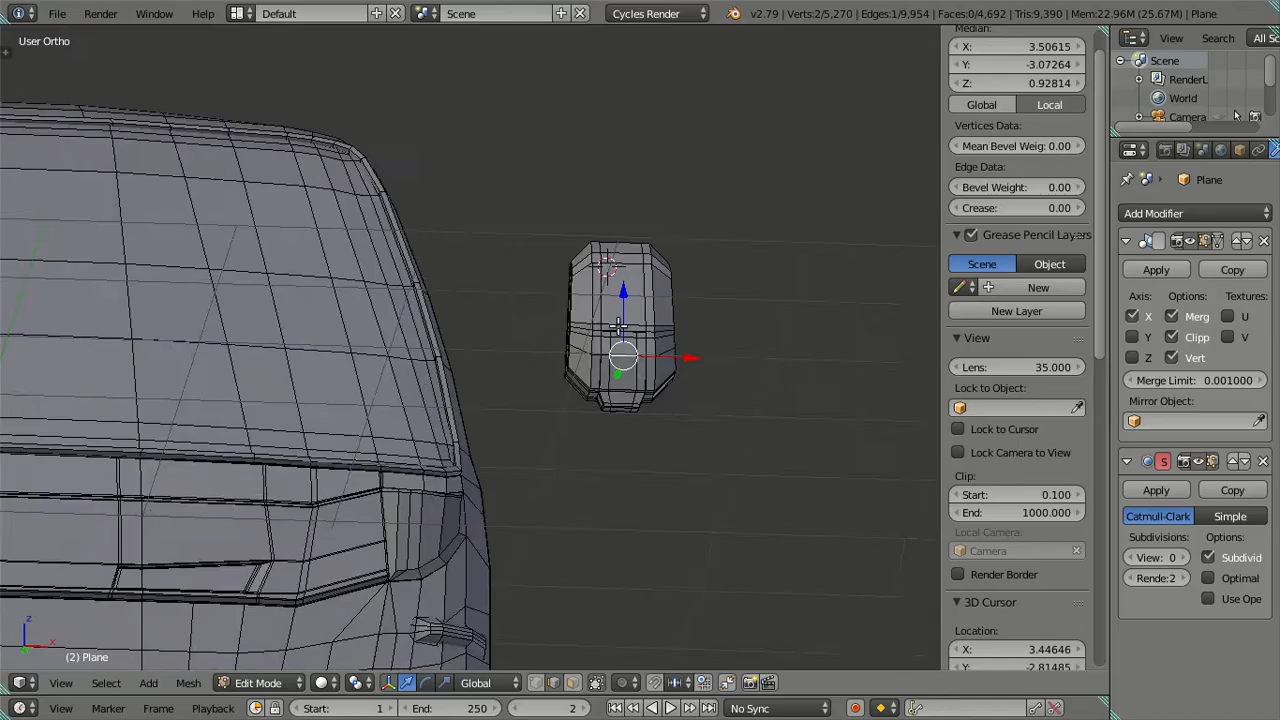 File Render Window Help Default Scene Cycles Render v2.79 | Verts:2/5,270 | Edges:1/9,954 | Faces:0/4,692 | Tris:9,390 | Mem:22.96M (25.67M) | Plane
User Ortho
Median:
X: 3.50615
Y: -3.07264
Z: 0.92814
Global Local
Vertices Data:
Mean Bevel Weig: 0.00
Edge Data:
Bevel Weight: 0.00
Crease: 0.00
Grease Pencil Layers
Scene Object
New
New Layer
View
Lens: 35.000
Lock to Object:
Lock to Cursor
Lock Camera to View
Clip:
Start: 0.100
End: 1000.000
Local Camera:
Camera
Render Border
3D Cursor
Location:
X: 3.44646
Y: -2.81485
View Search All Sc
Scene
RenderL
World
Camera
Plane
Add Modifier
Apply Copy
Axis: Options: Textures:
X Merg U
Y Clipp V
Z Vert
Merge Limit: 0.001000
Mirror Object:
S
Apply Copy
Catmull-Clark Simple
Subdivisions: Options:
View: 0 Subdivid
Rende:2 Optimal
Use Ope
z
x
(2) Plane
View Select Add Mesh Edit Mode Global
View Marker Frame Playback Start: 1 End: 250 2 No Sync